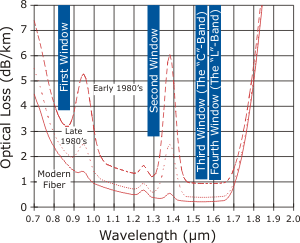 Optical Loss (dB/km)
8
7
6
5
4
3
2
1
0
First Window
Second Window
Third Window (The "C"-Band)
Fourth Window (The "L"-Band)
Early 1980's
Late
1980's
Modern
Fiber
0.7 0.8 0.9 1.0 1.1 1.2 1.3 1.4 1.5 1.6 1.7 1.8 1.9 2.0
Wavelength (μm)